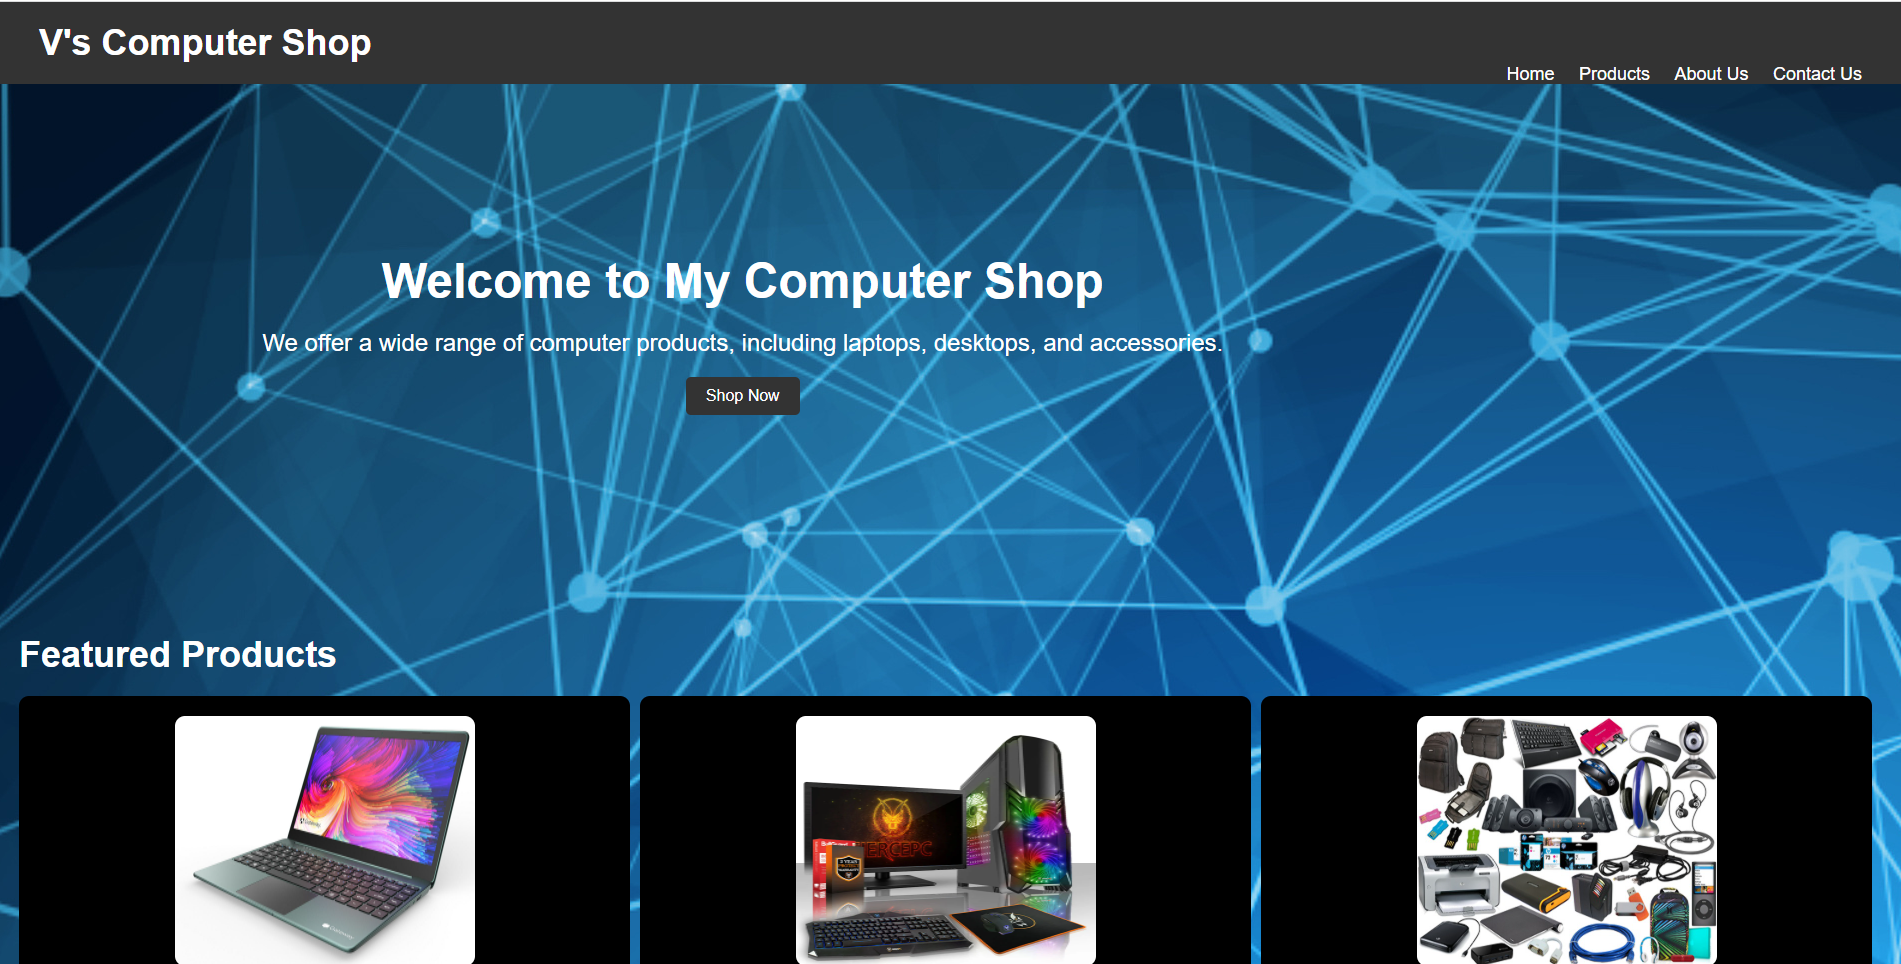 V's Computer Shop
Home Products About Us Contact Us
Welcome to My Computer Shop
We offer a wide range of computer products, including laptops, desktops, and accessories.
Shop Now
Featured Products